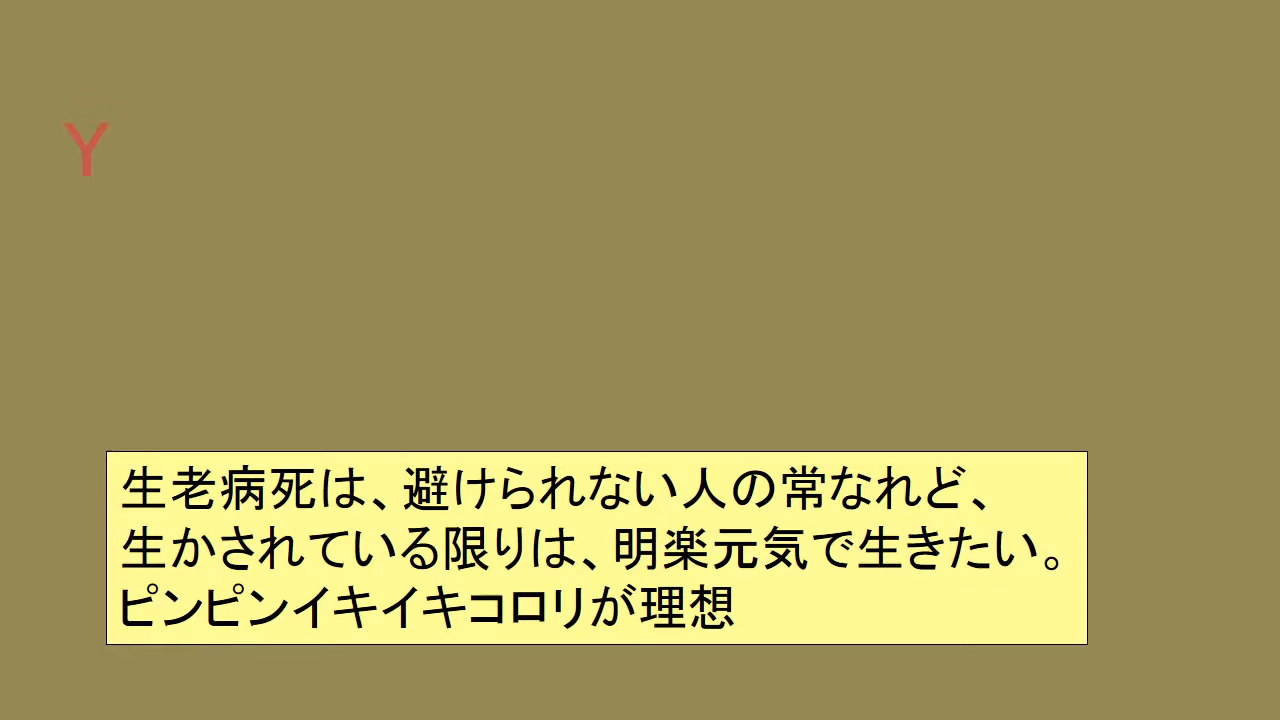 Y
生老病死は、避けられない人の常なれど、
生かされている限りは、明楽元気で生きたい。
ピンピンイキイキコロリが理想